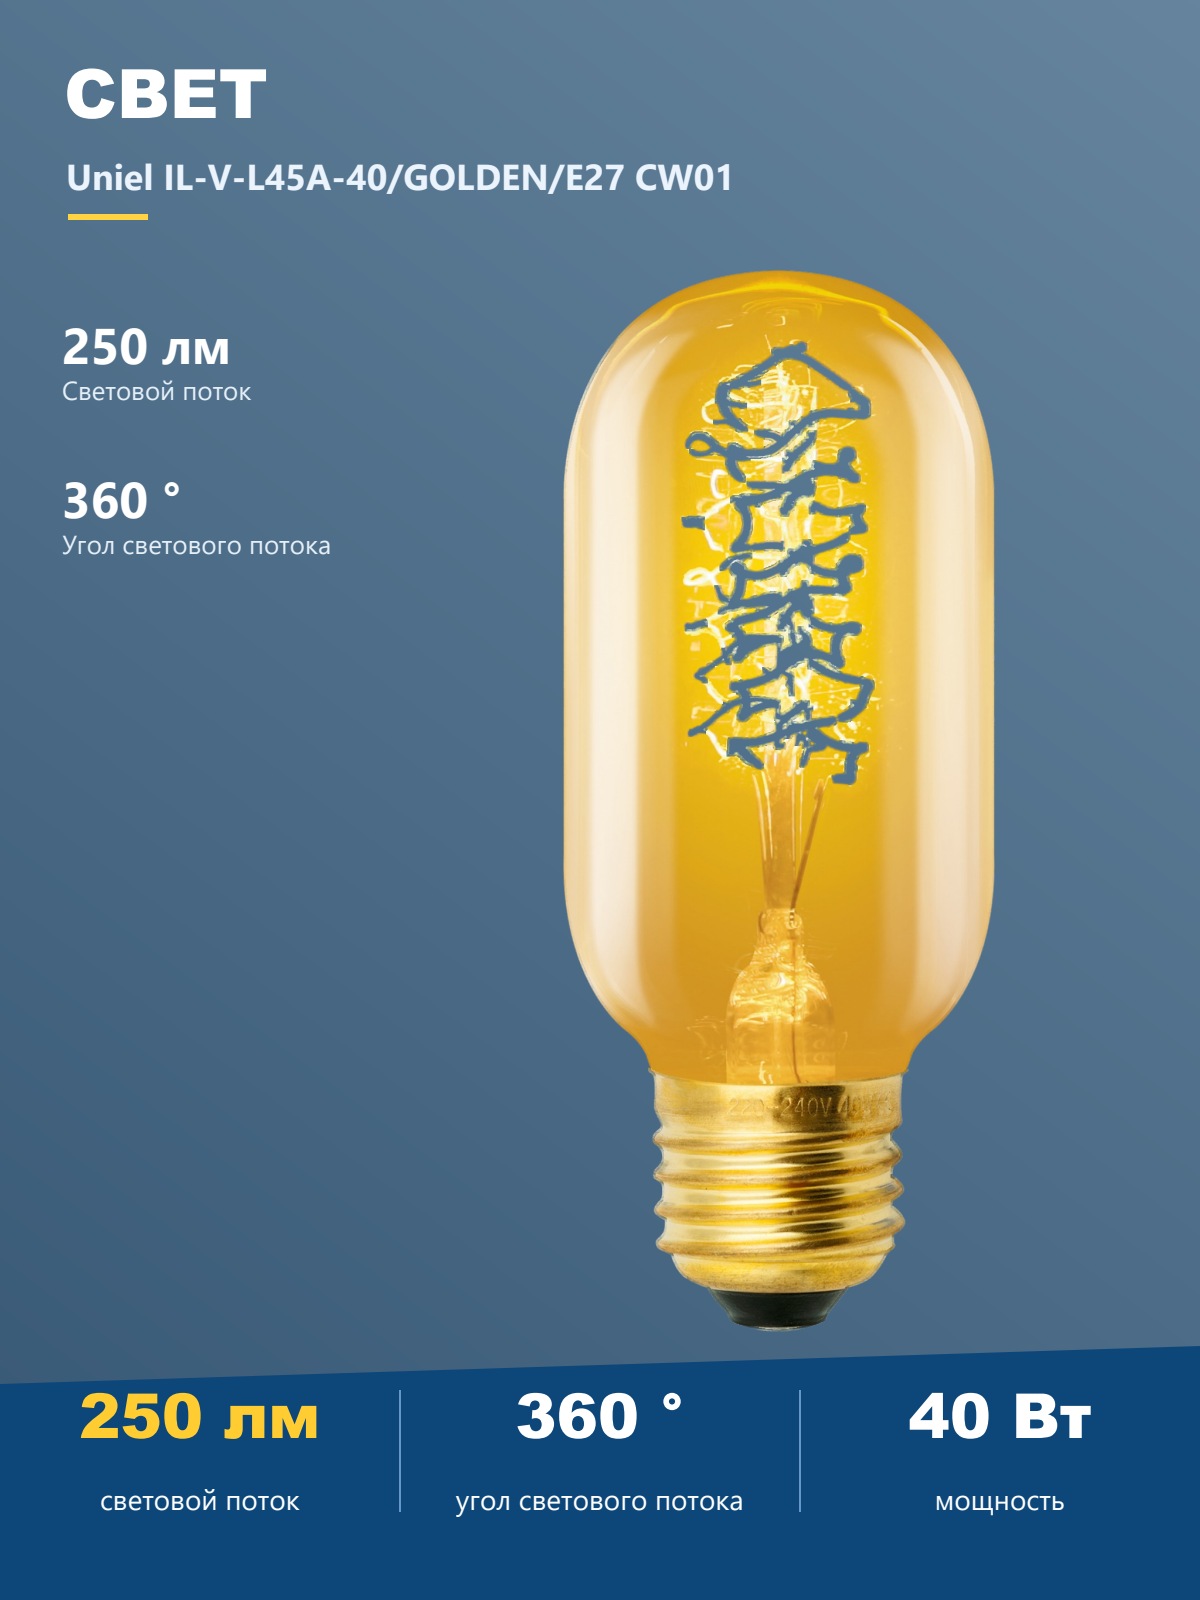 СВЕТ
Uniel IL-V-L45A-40/GOLDEN/E27 CW01
250 лм
Световой поток
360 °
Угол светового потока
240V
250 лм
световой поток
360 °
угол светового потока
40 Вт
мощность